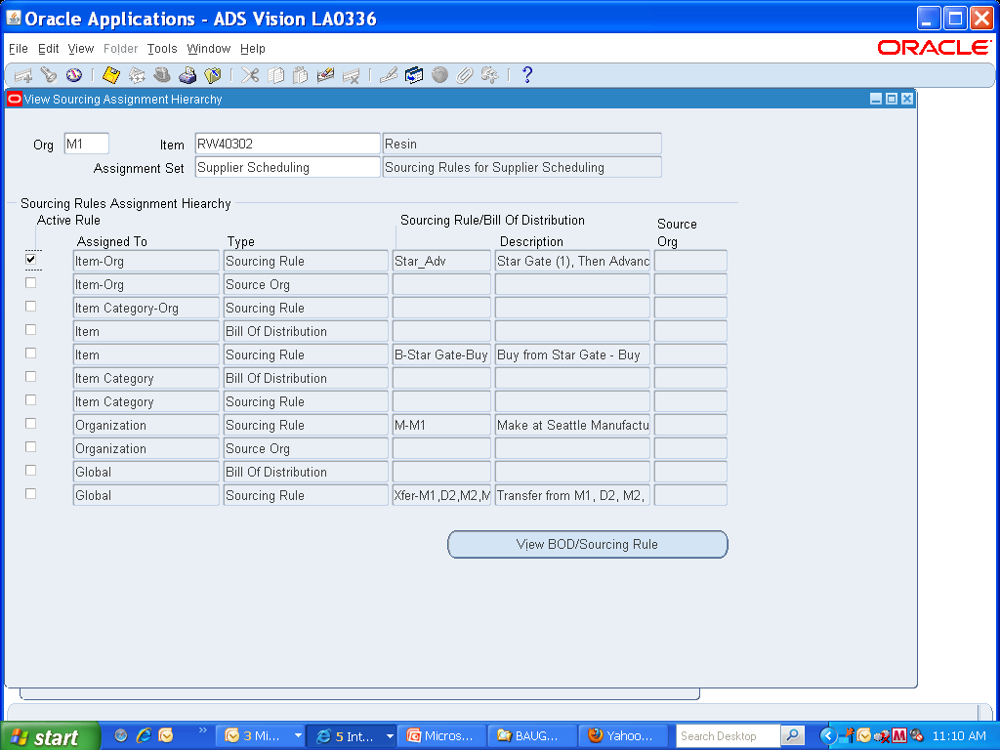 Oracle Applications - ADS Vision LA0336
File Edit View Folder Tools Window Help
ORACLE
View Sourcing Assignment Hierarchy
Org M1 Item RW40302 Resin
Assignment Set Supplier Scheduling Sourcing Rules for Supplier Scheduling
Sourcing Rules Assignment Hiearchy
Active Rule Sourcing Rule/Bill Of Distribution Source
Assigned To Type Description Org
Item-Org Sourcing Rule Star_Adv Star Gate (1), Then Advanc
Item-Org Source Org
Item Category-Org Sourcing Rule
Item Bill Of Distribution
Item Sourcing Rule B-Star Gate-Buy Buy from Star Gate - Buy
Item Category Bill Of Distribution
Item Category Sourcing Rule
Organization Sourcing Rule M-M1 Make at Seattle Manufactu
Organization Source Org
Global Bill Of Distribution
Global Sourcing Rule Xfer-M1,D2,M2,M Transfer from M1, D2, M2,
View BOD/Sourcing Rule
start 3 Mi... 5 Int... Micros... BAUG... Yahoo... Search Desktop 11:10 AM